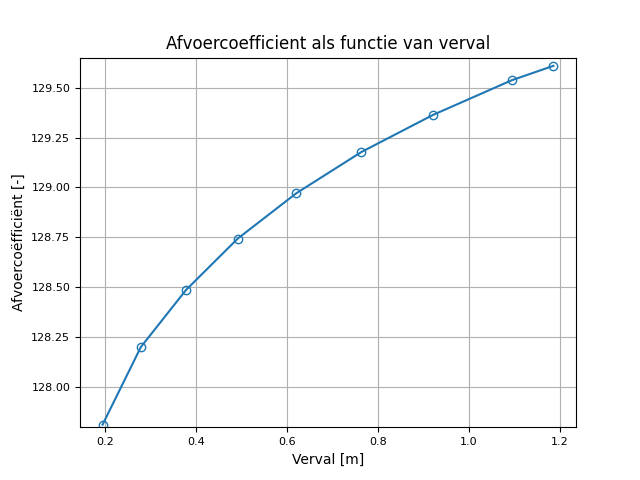 Afvoercoefficient als functie van verval
129.50
129.25
129.00
128.75
128.50
128.25
128.00
Afvoercoëfficiënt [-]
0.2 0.4 0.6 0.8 1.0 1.2
Verval [m]